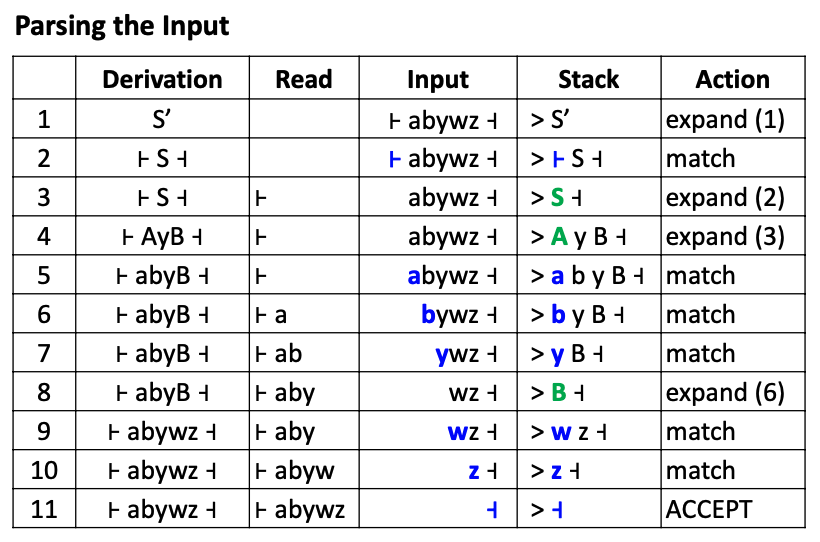 Parsing the Input
Derivation Read Input Stack Action
1 S’ ⊢ abywz ⊣ > S’ expand (1)
2 ⊢ S ⊣ ⊢ abywz ⊣ > ⊢ S ⊣ match
3 ⊢ S ⊣ ⊢ abywz ⊣ > S ⊣ expand (2)
4 ⊢ AyB ⊣ ⊢ abywz ⊣ > A y B ⊣ expand (3)
5 ⊢ abyB ⊣ ⊢ abywz ⊣ > a b y B ⊣ match
6 ⊢ abyB ⊣ ⊢ a bywz ⊣ > b y B ⊣ match
7 ⊢ abyB ⊣ ⊢ ab ywz ⊣ > y B ⊣ match
8 ⊢ abyB ⊣ ⊢ aby wz ⊣ > B ⊣ expand (6)
9 ⊢ abywz ⊣ ⊢ aby wz ⊣ > w z ⊣ match
10 ⊢ abywz ⊣ ⊢ abyw z ⊣ > z ⊣ match
11 ⊢ abywz ⊣ ⊢ abywz ⊣ > ⊣ ACCEPT